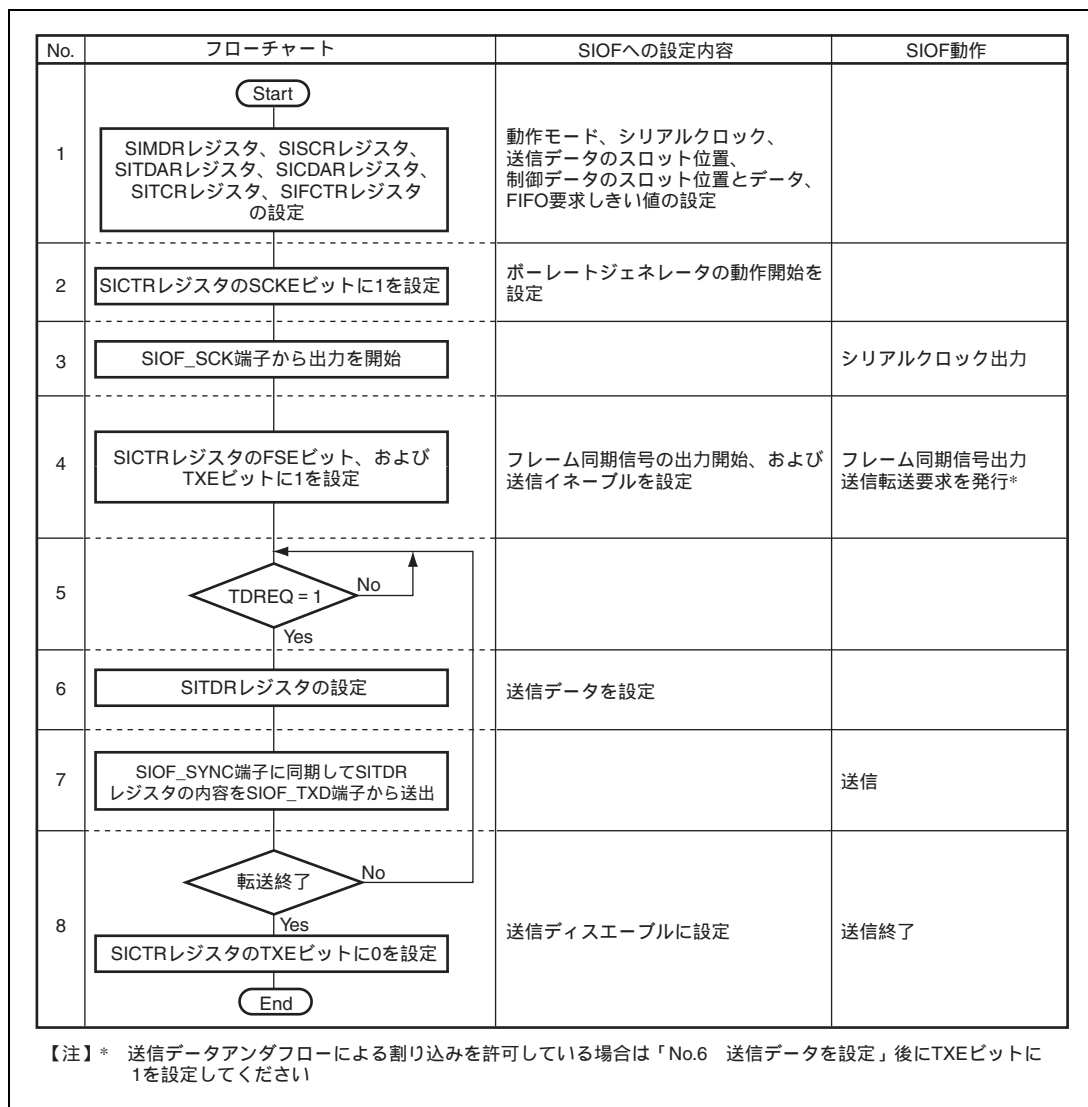 No.
フローチャート
SIOFへの設定内容
SIOF動作
1
Start
SIMDRレジスタ、SISCRレジスタ、
SITDARレジスタ、SICDARレジスタ、
SITCRレジスタ、SIFCTRレジスタ
の設定
動作モード、シリアルクロック、
送信データのスロット位置、
制御データのスロット位置とデータ、
FIFO要求しきい値の設定
2
SICTRレジスタのSCKEビットに1を設定
ボーレートジェネレータの動作開始を
設定
3
SIOF_SCK端子から出力を開始
シリアルクロック出力
4
SICTRレジスタのFSEビット、および
TXEビットに1を設定
フレーム同期信号の出力開始、および
送信イネーブルを設定
フレーム同期信号出力
送信転送要求を発行*
5
TDREQ = 1
No
Yes
6
SITDRレジスタの設定
送信データを設定
7
SIOF_SYNC端子に同期してSITDR
レジスタの内容をSIOF_TXD端子から送出
送信
8
転送終了
No
Yes
SICTRレジスタのTXEビットに0を設定
End
送信ディスエーブルに設定
送信終了
【注】* 送信データアンダフローによる割り込みを許可している場合は「No.6 送信データを設定」後にTXEビットに
1を設定してください